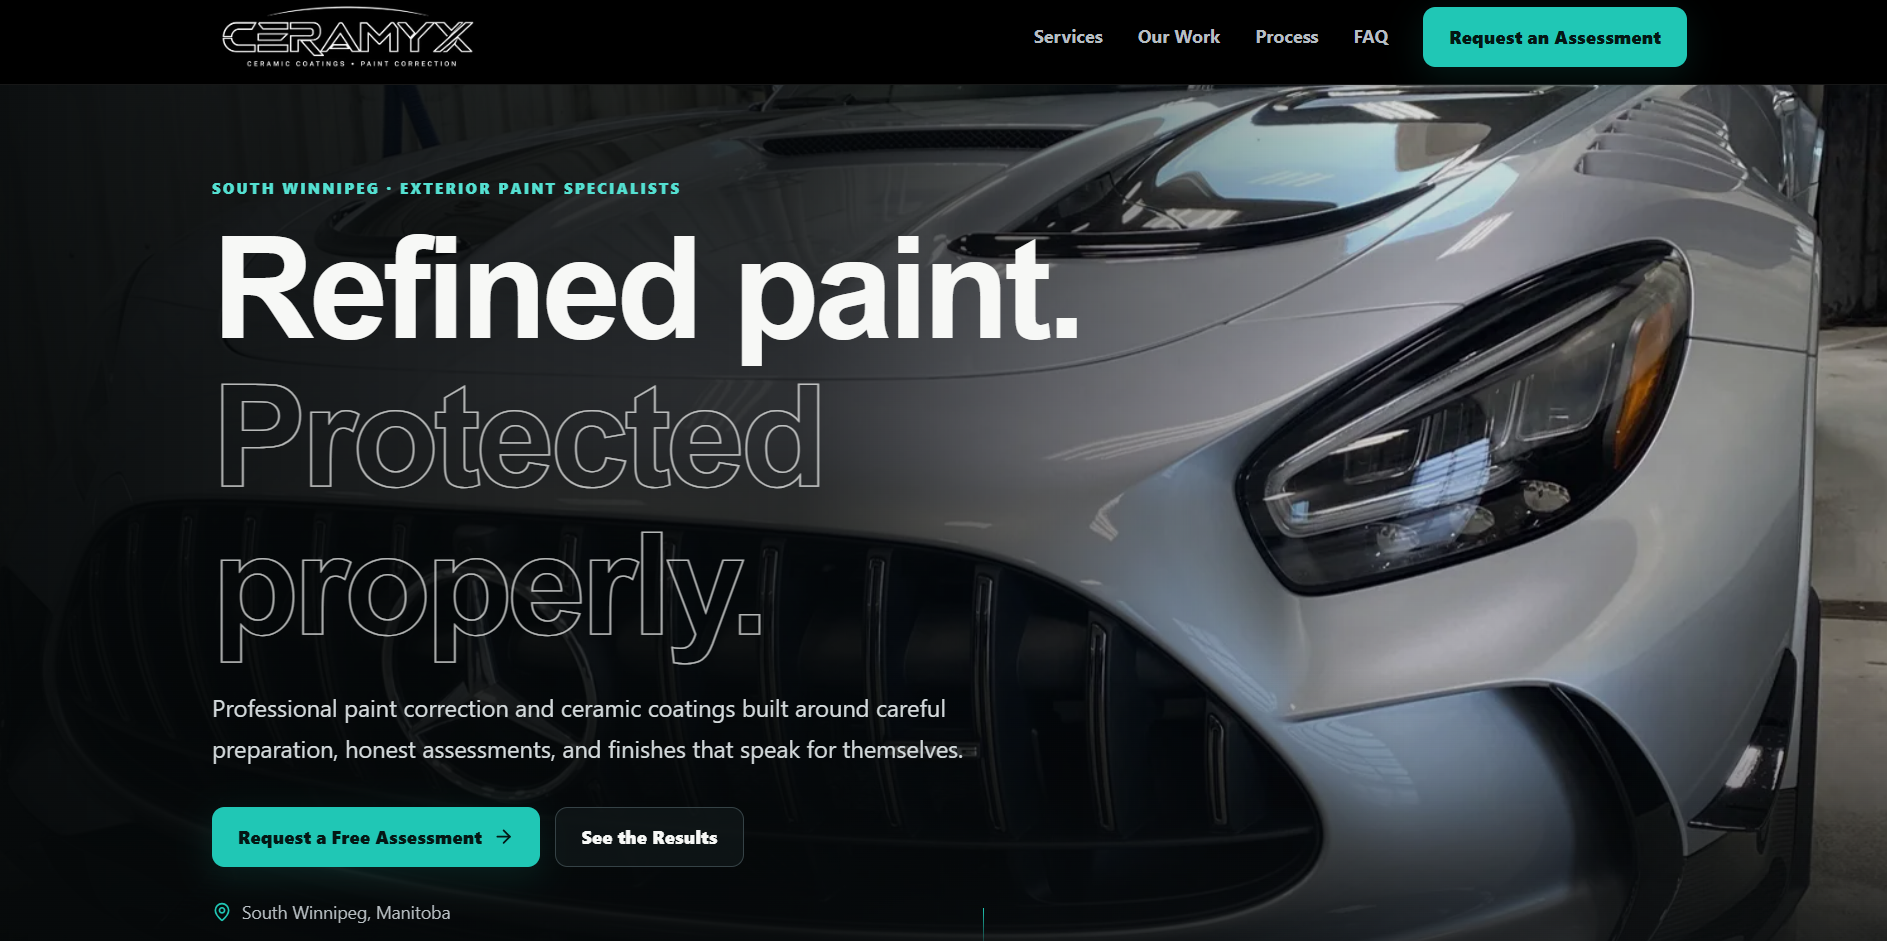 CERAMYX
CERAMIC COATINGS • PAINT CORRECTION
Services
Our Work
Process
FAQ
Request an Assessment
SOUTH WINNIPEG · EXTERIOR PAINT SPECIALISTS
Refined paint.
Protected
properly.
Professional paint correction and ceramic coatings built around careful
preparation, honest assessments, and finishes that speak for themselves.
Request a Free Assessment →
See the Results
South Winnipeg, Manitoba